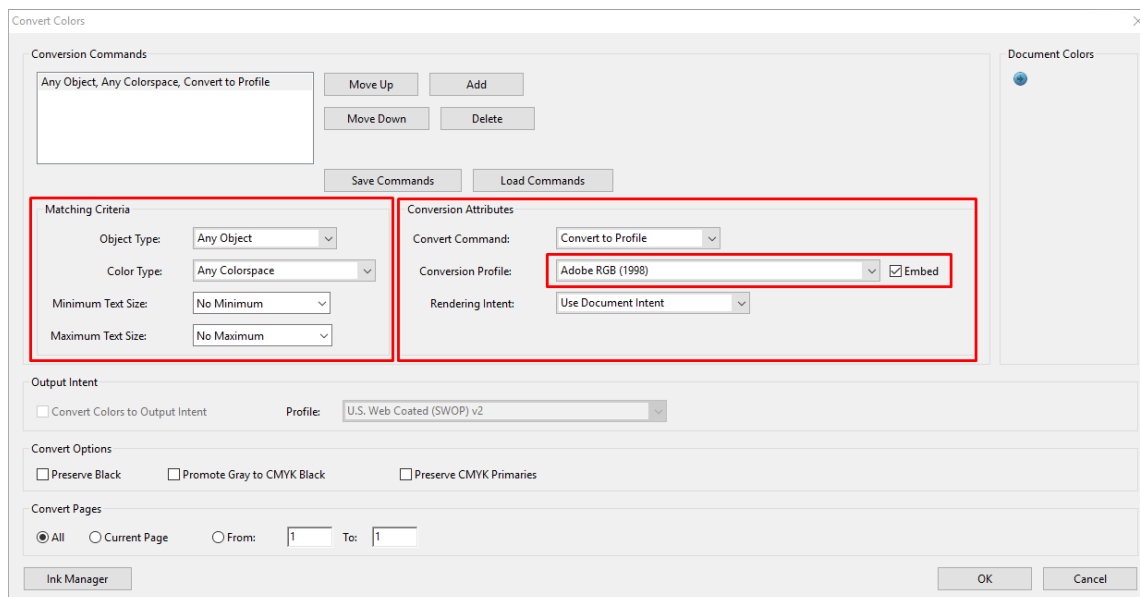 Convert Colors
Conversion Commands
Document Colors
Any Object, Any Colorspace, Convert to Profile
Move Up
Add
Move Down
Delete
Save Commands
Load Commands
Matching Criteria
Object Type: Any Object
Color Type: Any Colorspace
Minimum Text Size: No Minimum
Maximum Text Size: No Maximum
Conversion Attributes
Convert Command: Convert to Profile
Conversion Profile: Adobe RGB (1998) Embed
Rendering Intent: Use Document Intent
Output Intent
Convert Colors to Output Intent Profile: U.S. Web Coated (SWOP) v2
Convert Options
Preserve Black Promote Gray to CMYK Black Preserve CMYK Primaries
Convert Pages
All Current Page From: 1 To: 1
Ink Manager OK Cancel